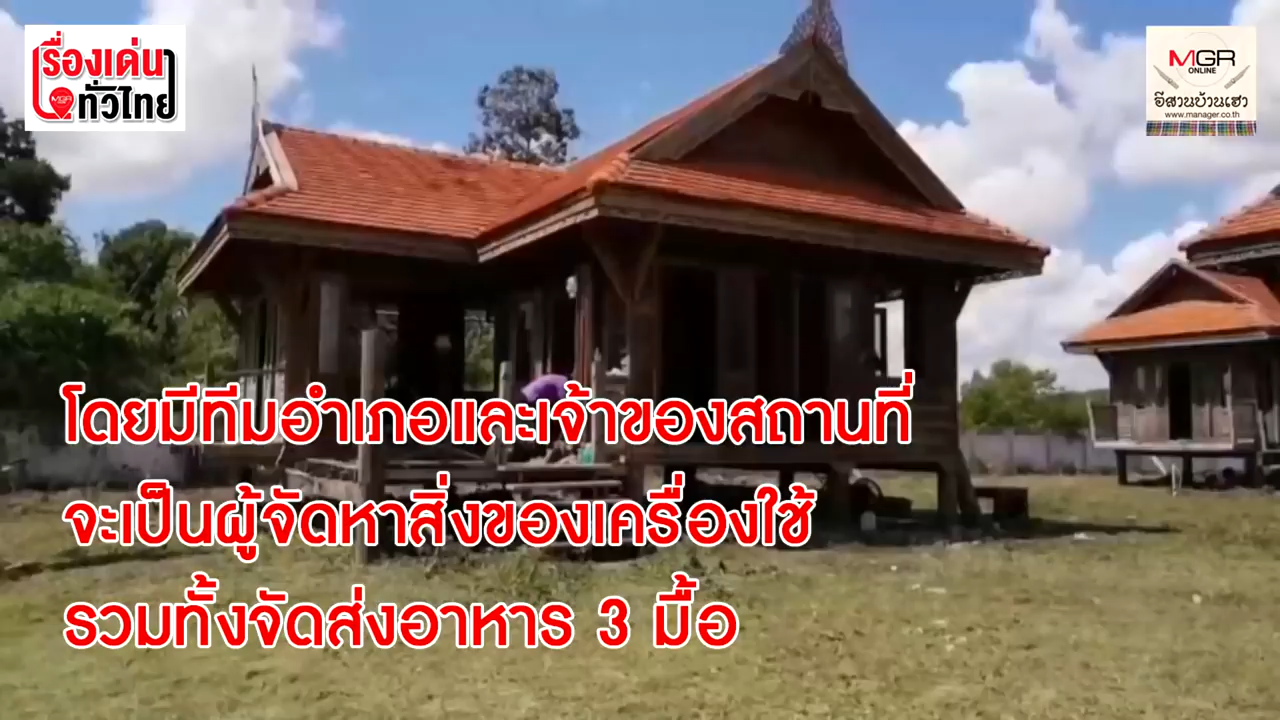 เรื่องเด่น
MGR
ทั่วไทย
MGR
ONLINE
อีสานบ้านเฮา
www.manager.co.th
โดยมีทีมอำเภอและเจ้าของสถานที่
จะเป็นผู้จัดหาสิ่งของเครื่องใช้
รวมทั้งจัดส่งอาหาร 3 มื้อ